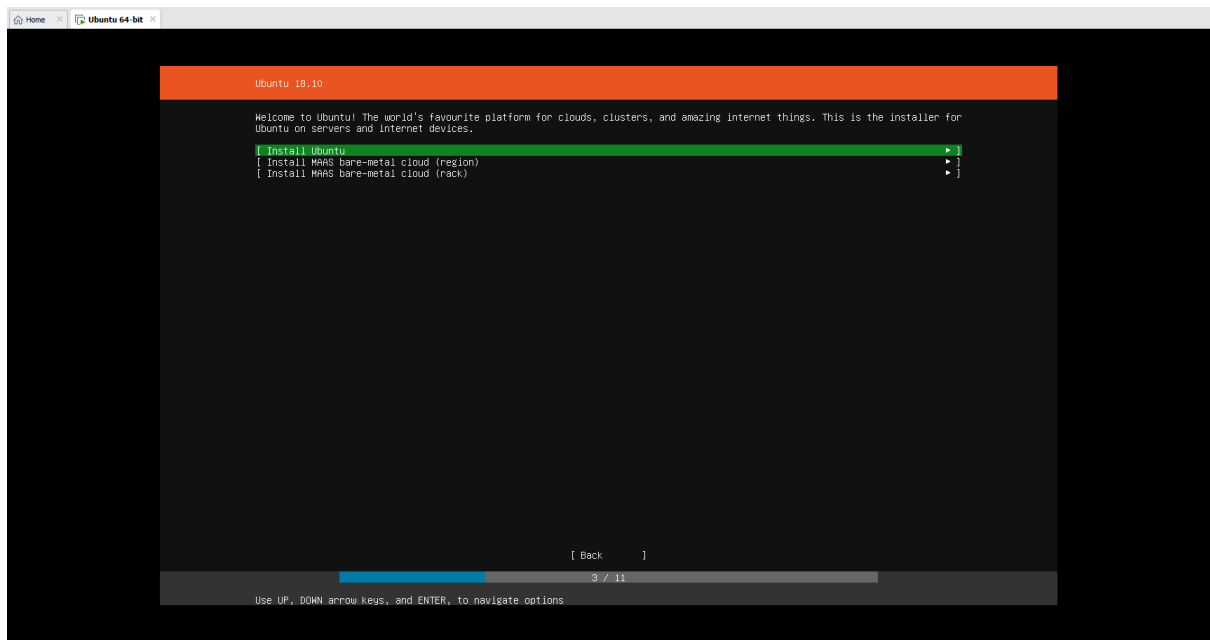 Home × Ubuntu 64-bit ×
Ubuntu 18.10
Welcome to Ubuntu! The world's favourite platform for clouds, clusters, and amazing internet things. This is the installer for
Ubuntu on servers and internet devices.
[ Install Ubuntu ► ]
[ Install MAAS bare-metal cloud (region) ► ]
[ Install MAAS bare-metal cloud (rack) ► ]
[ Back ]
3 / 11
Use UP, DOWN arrow keys, and ENTER, to navigate options